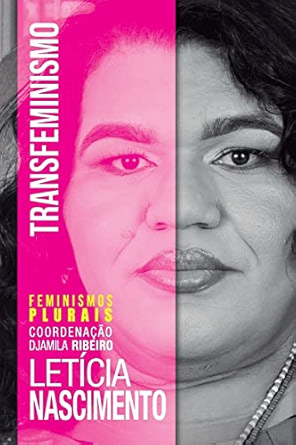 TRANSFEMINISMO
FEMINISMOS
PLURAIS
COORDENAÇÃO
DJAMILA RIBEIRO
LETÍCIA
NASCIMENTO